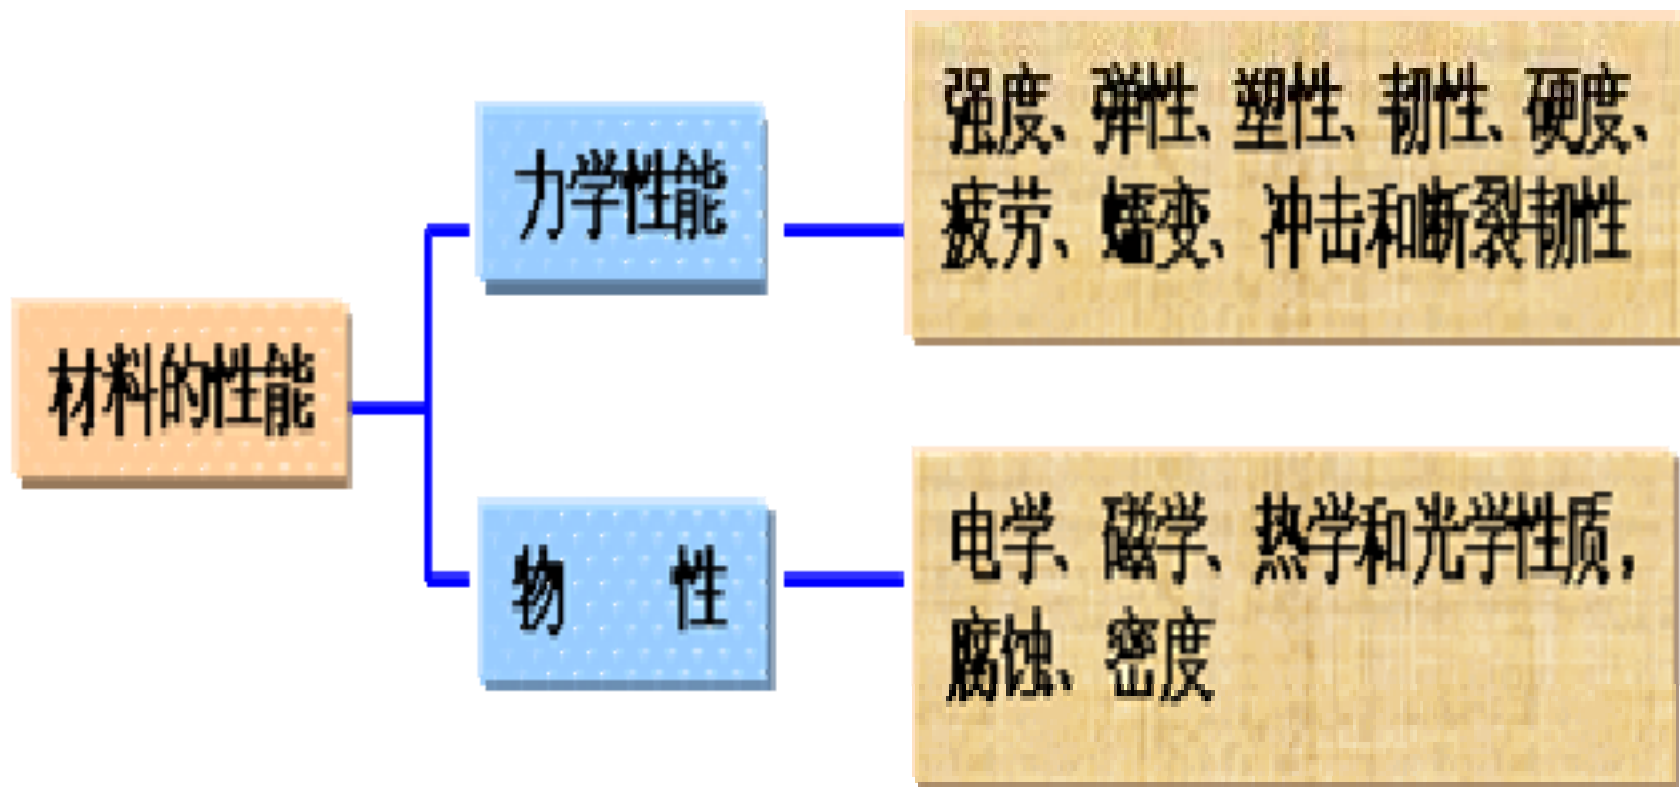 材料的性能
力学性能
强度、弹性、塑性、韧性、硬度、
疲劳、蠕变、冲击和断裂韧性
物 性
电学、磁学、热学和光学性质，
腐蚀、密度